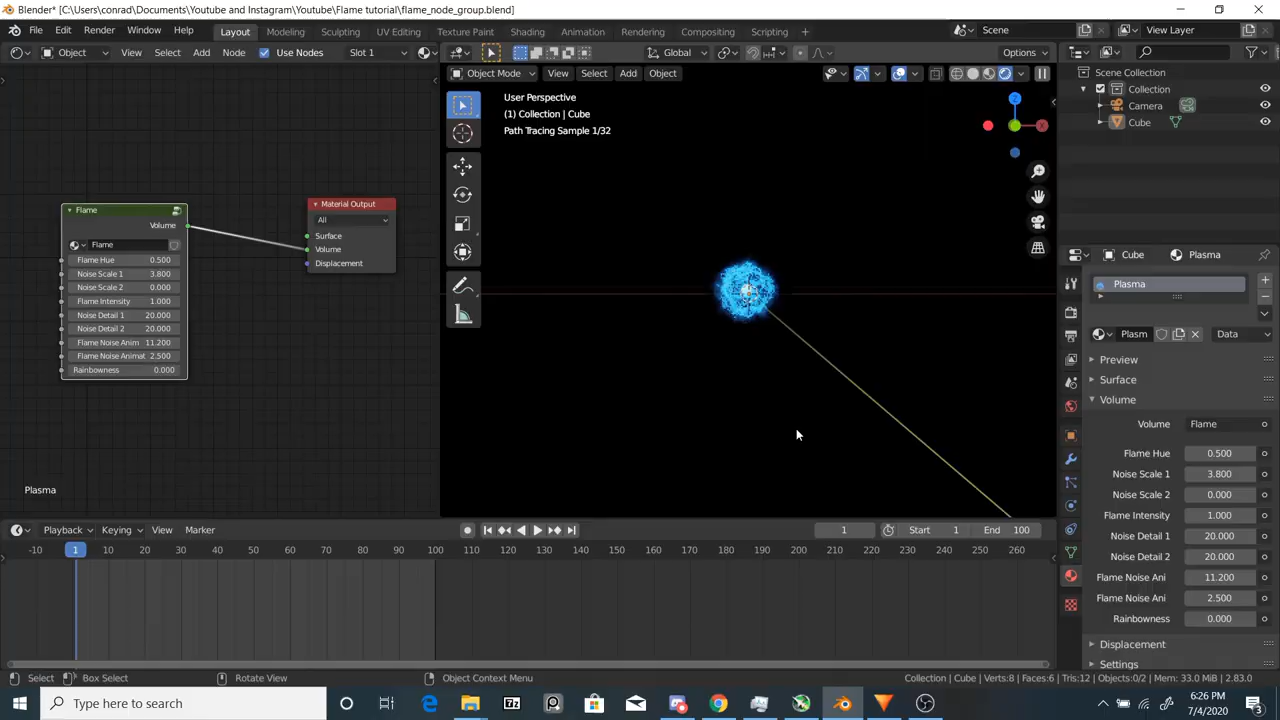 Blender* [C:\Users\conrad\Documents\Youtube and Instagram\Youtube\Flame tutorial\flame_node_group.blend]
File Edit Render Window Help Layout Modeling Sculpting UV Editing Texture Paint Shading Animation Rendering Compositing Scripting + Scene View Layer
Object View Select Add Node Use Nodes Slot 1 Global Options
Object Mode View Select Add Object
Scene Collection
Collection
Camera
Cube
User Perspective
(1) Collection | Cube
Path Tracing Sample 1/32
Z
X
Flame
Volume
Flame
Flame Hue 0.500
Noise Scale 1 3.800
Noise Scale 2 0.000
Flame Intensity 1.000
Noise Detail 1 20.000
Noise Detail 2 20.000
Flame Noise Anim 11.200
Flame Noise Animat 2.500
Rainbowness 0.000
Material Output
All
Surface
Volume
Displacement
Plasma
Cube Plasma
Plasma
Plasm Data
Preview
Surface
Volume
Volume Flame
Flame Hue 0.500
Noise Scale 1 3.800
Noise Scale 2 0.000
Flame Intensity 1.000
Noise Detail 1 20.000
Noise Detail 2 20.000
Flame Noise Ani 11.200
Flame Noise Ani 2.500
Rainbowness 0.000
Displacement
Settings
Playback Keying View Marker 1 Start 1 End 100
-10 1 10 20 30 40 50 60 70 80 90 100 110 120 130 140 150 160 170 180 190 200 210 220 230 240 250 260
Select Box Select Rotate View Object Context Menu Collection: Cube | Verts:8 | Faces:6 | Tris:12 | Objects:0/2 | Mem: 33.0 MiB | 2.83.0
Type here to search
6:26 PM
7/4/2020
3